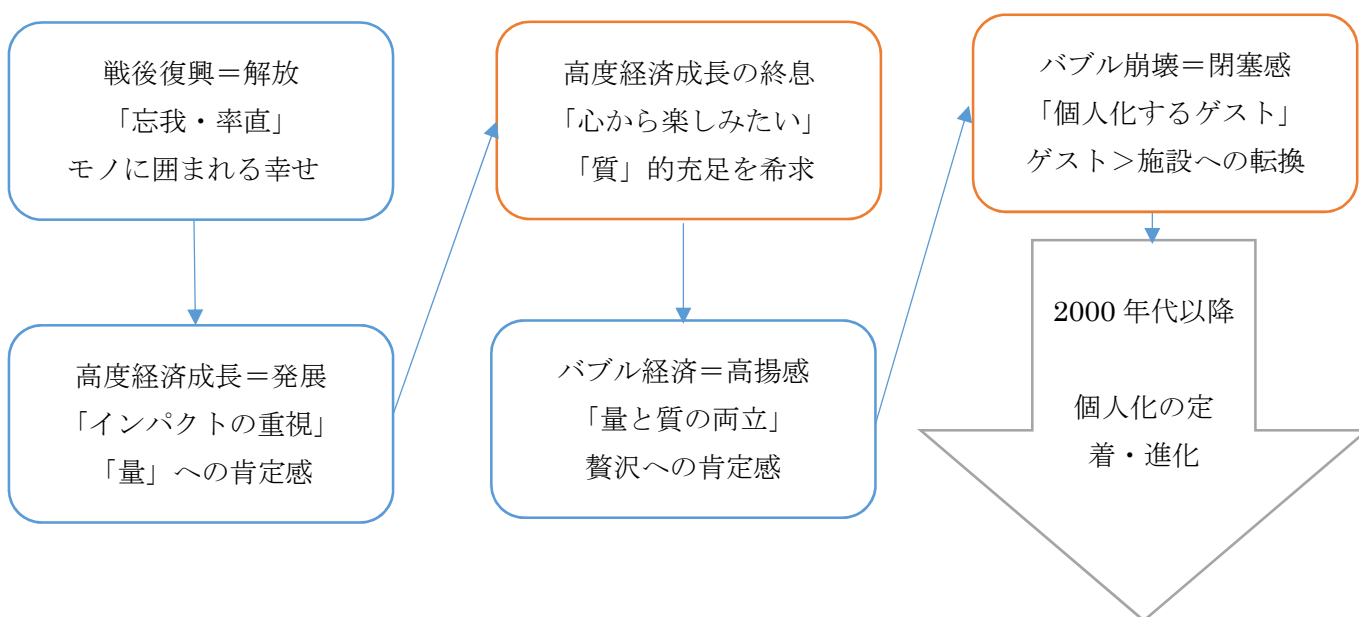 戦後復興＝解放
「忘我・率直」
モノに囲まれる幸せ
高度経済成長＝発展
「インパクトの重視」
「量」への肯定感
高度経済成長の終息
「心から楽しみたい」
「質」的充足を希求
バブル経済＝高揚感
「量と質の両立」
贅沢への肯定感
バブル崩壊＝閉塞感
「個人化するゲスト」
ゲスト＞施設への転換
2000 年代以降
個人化の定
着・進化